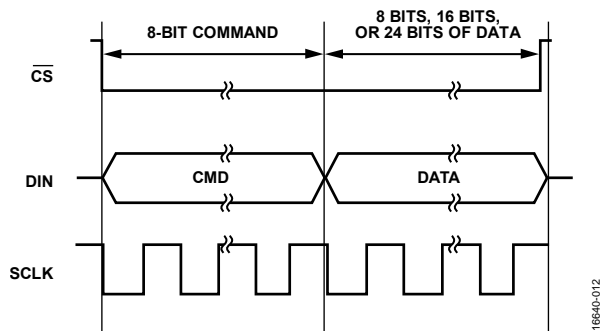 8-BIT COMMAND
8 BITS, 16 BITS,
OR 24 BITS OF DATA
CS
DIN
CMD
DATA
SCLK
16640-012